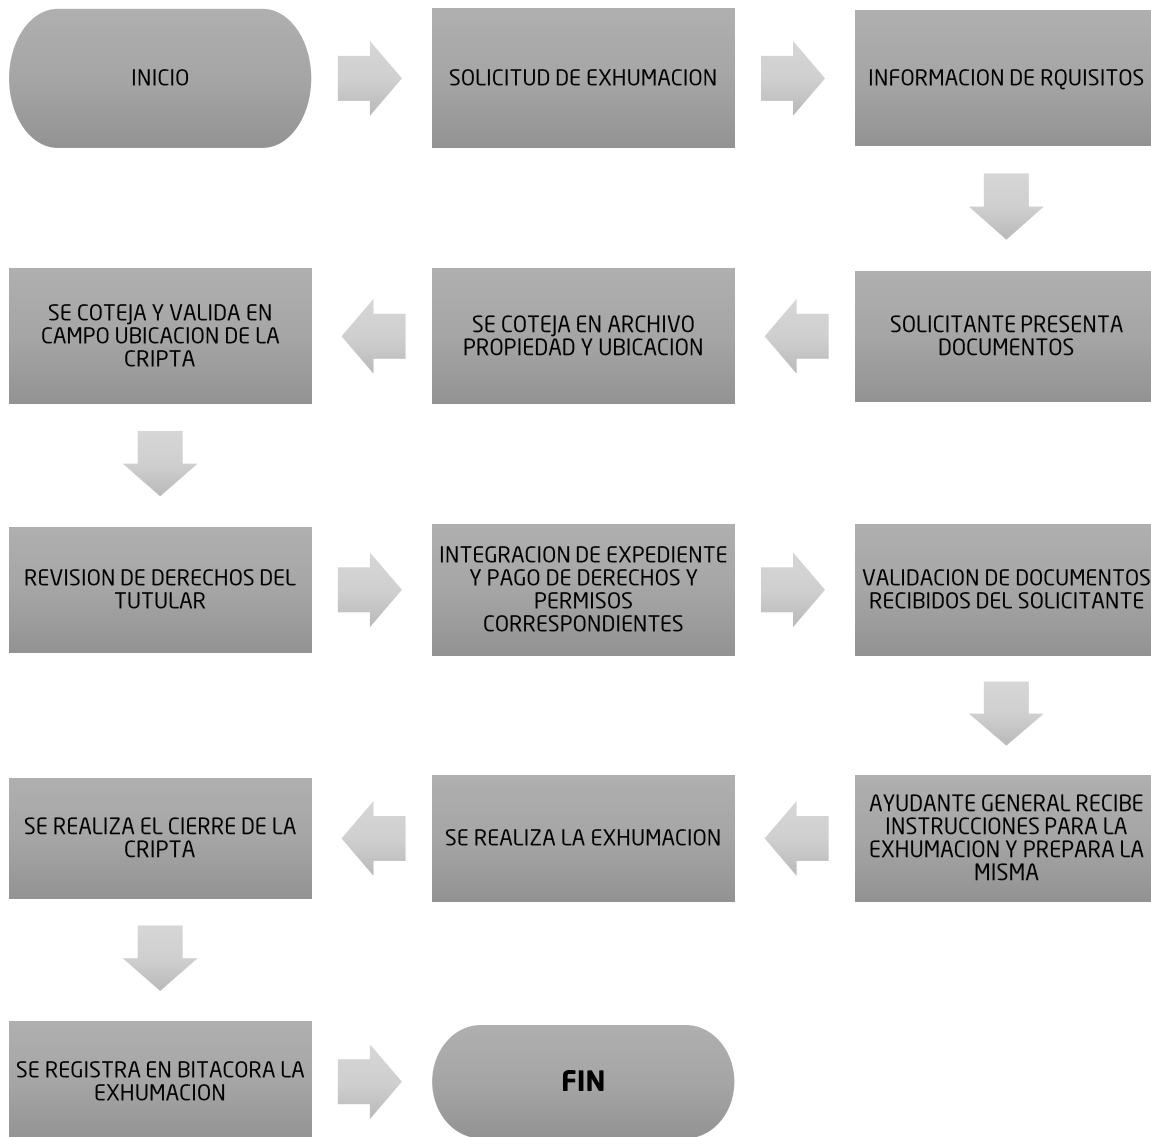 INICIO
SOLICITUD DE EXHUMACION
INFORMACION DE RQUISITOS
SOLICITANTE PRESENTA
DOCUMENTOS
SE COTEJA EN ARCHIVO
PROPIEDAD Y UBICACION
SE COTEJA Y VALIDA EN
CAMPO UBICACION DE LA
CRIPTA
REVISION DE DERECHOS DEL
TUTULAR
INTEGRACION DE EXPEDIENTE
Y PAGO DE DERECHOS Y
PERMISOS
CORRESPONDIENTES
VALIDACION DE DOCUMENTOS
RECIBIDOS DEL SOLICITANTE
AYUDANTE GENERAL RECIBE
INSTRUCCIONES PARA LA
EXHUMACION Y PREPARA LA
MISMA
SE REALIZA LA EXHUMACION
SE REALIZA EL CIERRE DE LA
CRIPTA
SE REGISTRA EN BITACORA LA
EXHUMACION
FIN